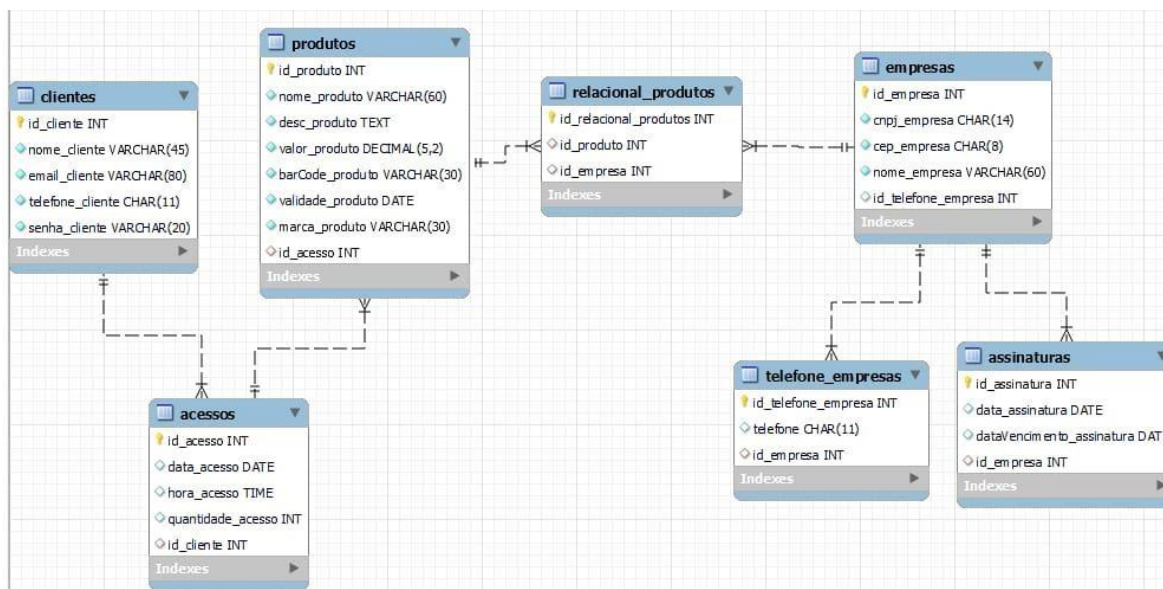 clientes
id_cliente INT
nome_cliente VARCHAR(45)
email_cliente VARCHAR(80)
telefone_cliente CHAR(11)
senha_cliente VARCHAR(20)
Indexes
produtos
id_produto INT
nome_produto VARCHAR(60)
desc_produto TEXT
valor_produto DECIMAL(5,2)
barCode_produto VARCHAR(30)
validade_produto DATE
marca_produto VARCHAR(30)
id_acesso INT
Indexes
relacional_produtos
id_relacional_produtos INT
id_produto INT
id_empresa INT
Indexes
empresas
id_empresa INT
cnpj_empresa CHAR(14)
cep_empresa CHAR(8)
nome_empresa VARCHAR(60)
id_telefone_empresa INT
Indexes
acessos
id_acesso INT
data_acesso DATE
hora_acesso TIME
quantidade_acesso INT
id_cliente INT
Indexes
telefone_empresas
id_telefone_empresa INT
telefone CHAR(11)
id_empresa INT
Indexes
assinaturas
id_assinatura INT
data_assinatura DATE
dataVencimento_assinatura DAT
id_empresa INT
Indexes